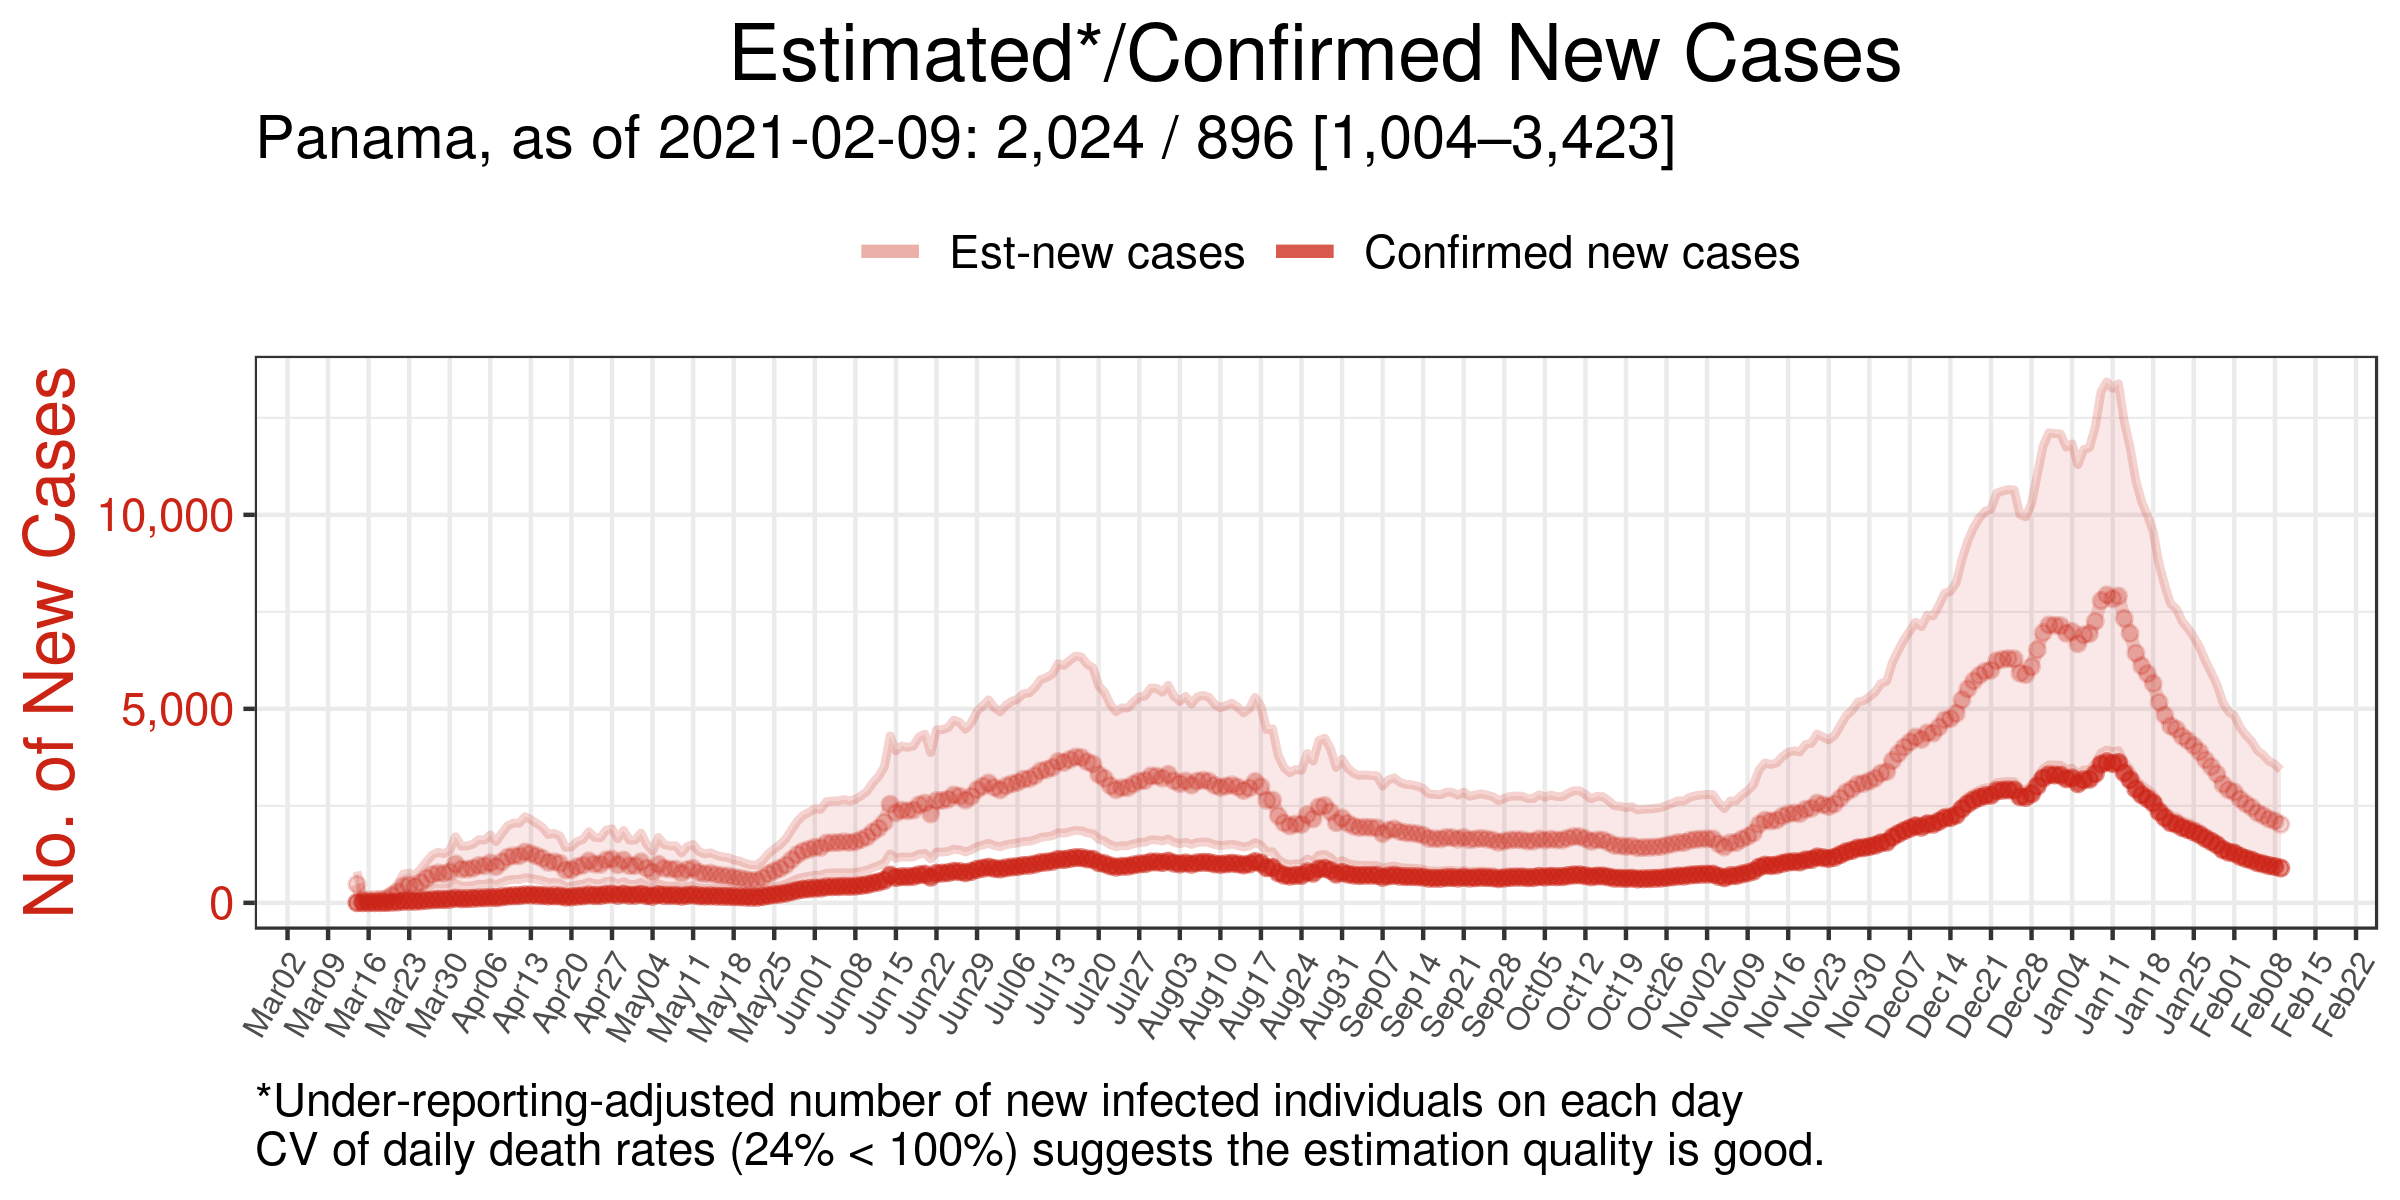 Estimated*/Confirmed New Cases
Panama, as of 2021-02-09: 2,024 / 896 [1,004–3,423]
Est-new cases
Confirmed new cases
No. of New Cases
10,000
5,000
0
Mar02
Mar09
Mar16
Mar23
Mar30
Apr06
Apr13
Apr20
Apr27
May04
May11
May18
May25
Jun01
Jun08
Jun15
Jun22
Jun29
Jul06
Jul13
Jul20
Jul27
Aug03
Aug10
Aug17
Aug24
Aug31
Sep07
Sep14
Sep21
Sep28
Oct05
Oct12
Oct19
Oct26
Nov02
Nov09
Nov16
Nov23
Nov30
Dec07
Dec14
Dec21
Dec28
Jan04
Jan11
Jan18
Jan25
Feb01
Feb08
Feb15
Feb22
*Under-reporting-adjusted number of new infected individuals on each day
CV of daily death rates (24% < 100%) suggests the estimation quality is good.